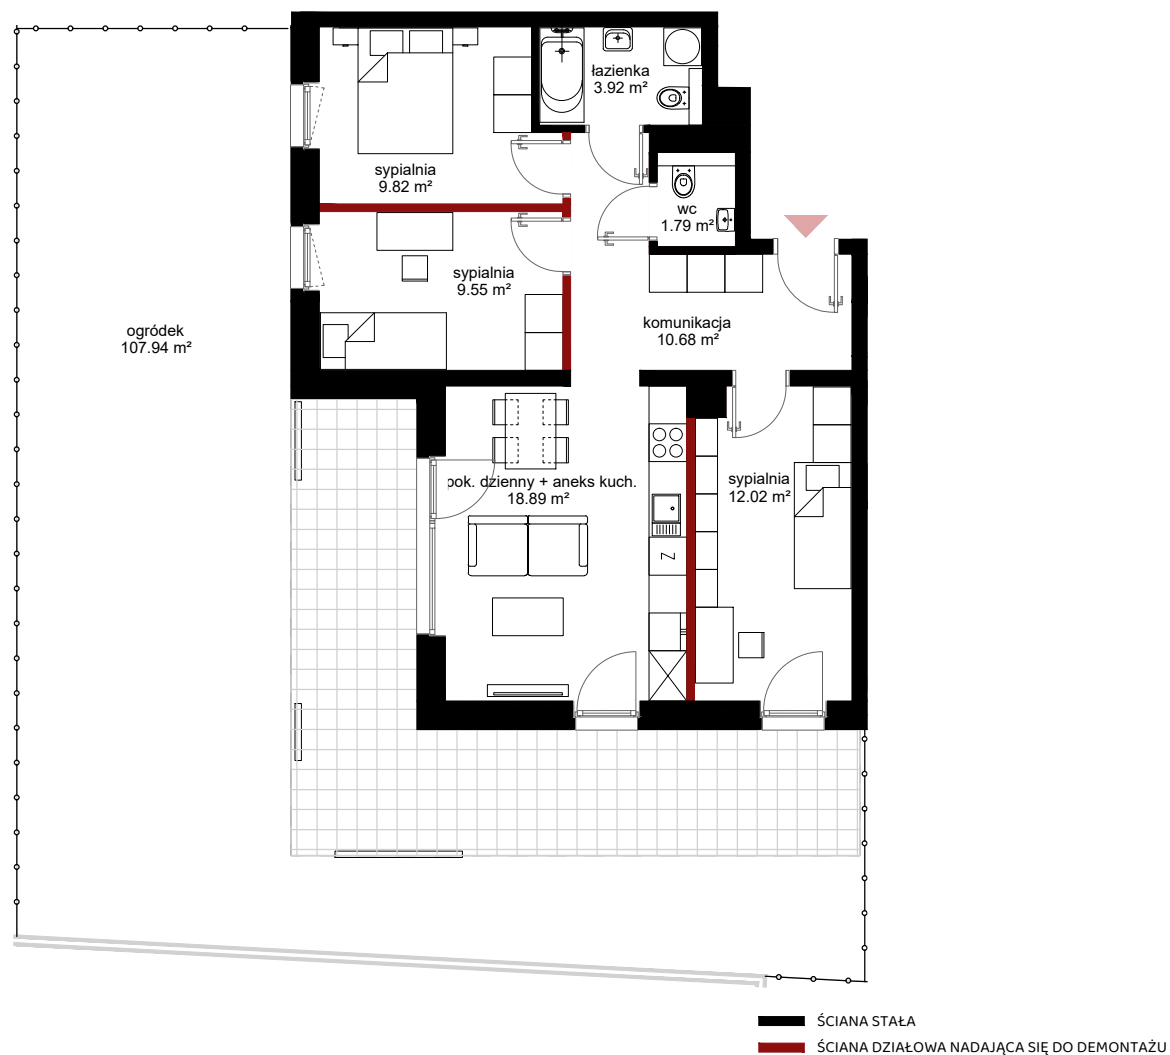 łazienka
3.92 m²
sypialnia
9.82 m²
wc
1.79 m²
sypialnia
9.55 m²
ogródek
107.94 m²
komunikacja
10.68 m²
pok. dzienny + aneks kuch.
18.89 m²
sypialnia
12.02 m²
Z
ŚCIANA STAŁA
ŚCIANA DZIAŁOWA NADAJĄCA SIĘ DO DEMONTAŻU